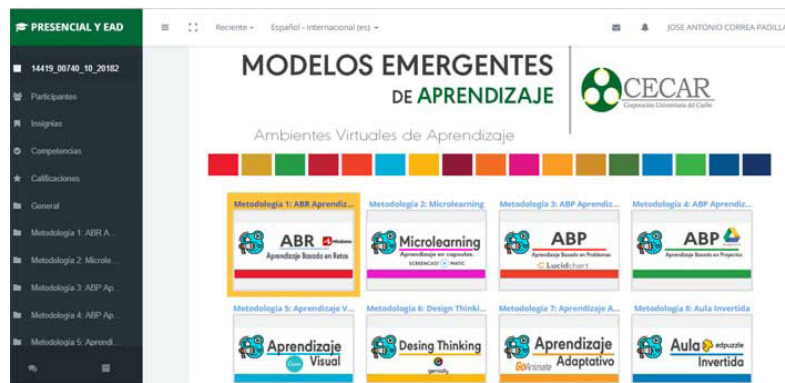 PRESENCIAL Y EAD
Reciente
Español - Internacional (es)
JOSE ANTONIO CORREA PADILLA
14419_00740_10_20182
Participantes
Insignias
Competencias
Calificaciones
General
Metodología 1: ABR A...
Metodología 2: Microle...
Metodología 3: ABP Ap...
Metodología 4: ABP Ap...
Metodología 5: Aprendi...
MODELOS EMERGENTES
DE APRENDIZAJE
CECAR
Corporación Universitaria del Caribe
Ambientes Virtuales de Aprendizaje
Metodología 1: ABR Aprendiz...
ABR
Aprendizaje Basado en Retos
Metodología 2: Microlearning
Microlearning
Aprendizaje en capsulas.
SCREENCAST MATIC
Metodología 3: ABP Aprendiz...
ABP
Aprendizaje Basado en Problemas
Lucidchart
Metodología 4: ABP Aprendiz...
ABP
Aprendizaje Basado en Proyectos
Metodología 5: Aprendizaje V...
Aprendizaje
Visual
Metodología 6: Design Thinki...
Desing Thinking
genially
Metodología 7: Aprendizaje A...
Aprendizaje
GoAnimate Adaptativo
Metodología 8: Aula Invertida
Aula edpuzzle
Invertida